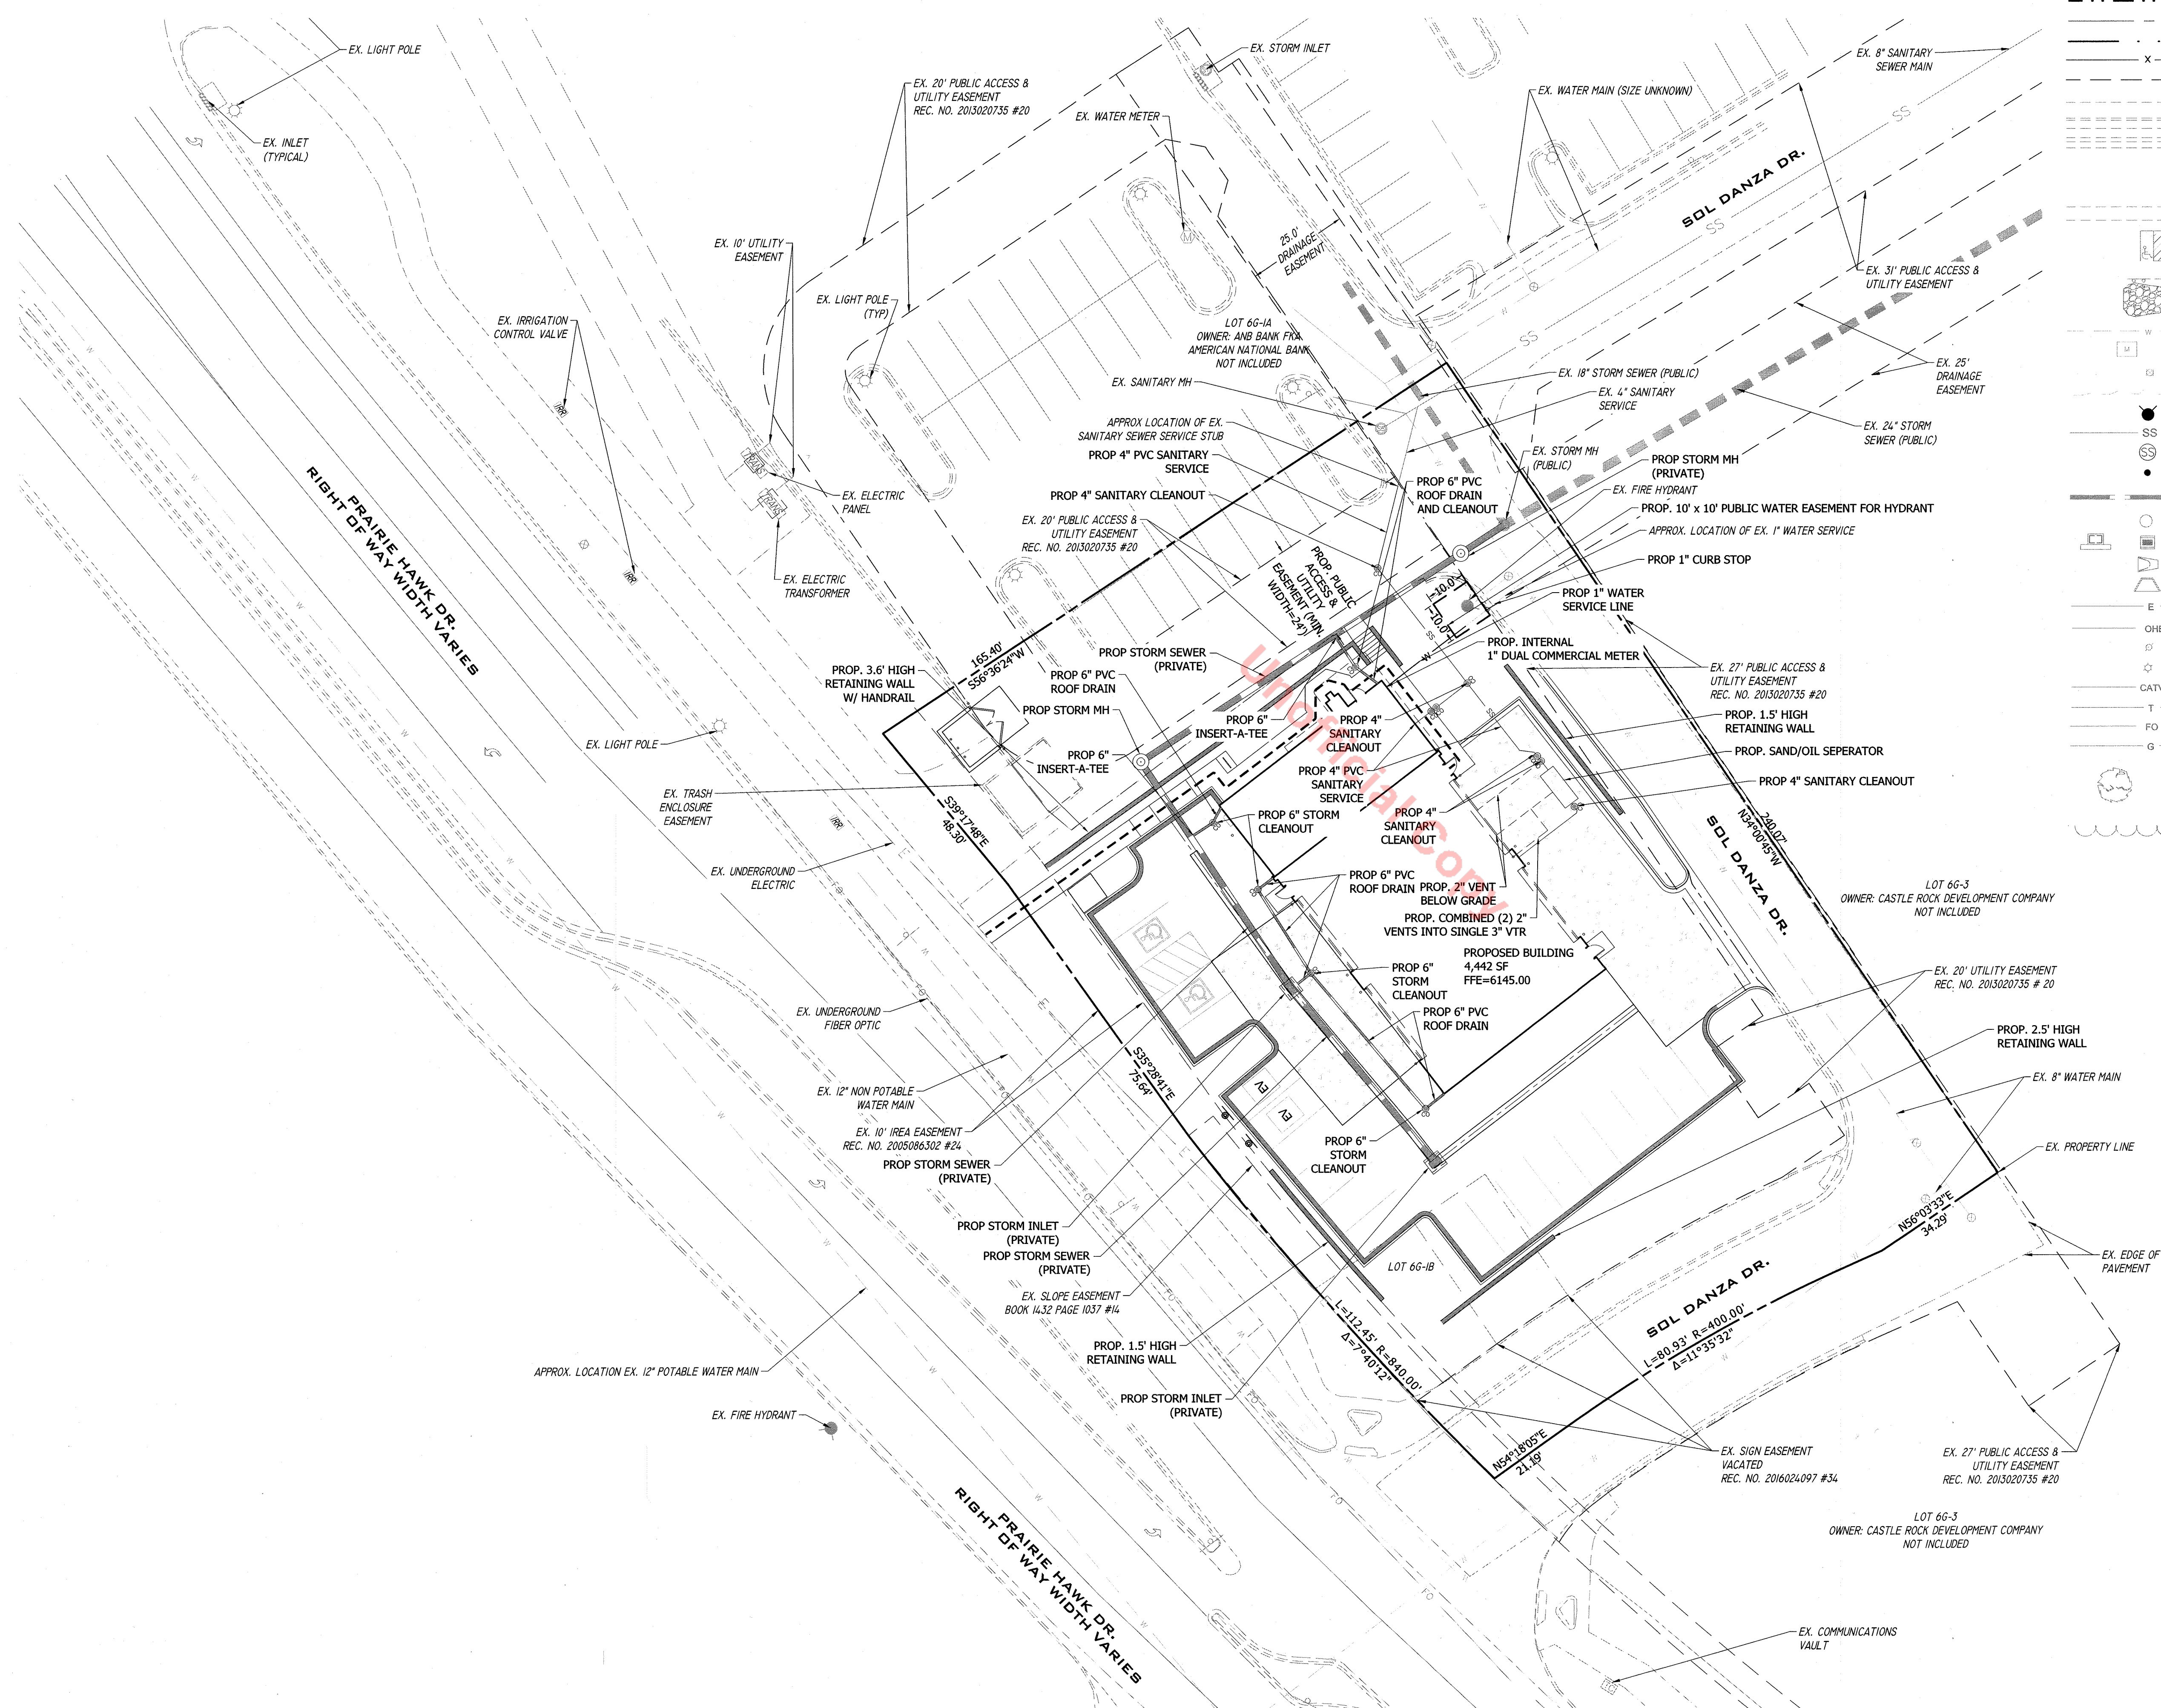 EX. LIGHT POLE
EX. INLET
(TYPICAL)
EX. 20' PUBLIC ACCESS &
UTILITY EASEMENT
REC. NO. 2013020735 #20
EX. STORM INLET
EX. WATER METER
EX. WATER MAIN (SIZE UNKNOWN)
EX. 8" SANITARY
SEWER MAIN
SOL DANZA DR.
SS
SS
SS
25.0'
DRAINAGE
EASEMENT
EX. 10' UTILITY
EASEMENT
EX. LIGHT POLE
(TYP)
EX. IRRIGATION
CONTROL VALVE
LOT 6G-1A
OWNER: ANB BANK FKA
AMERICAN NATIONAL BANK
NOT INCLUDED
EX. 31' PUBLIC ACCESS &
UTILITY EASEMENT
EX. 25'
DRAINAGE
EASEMENT
EX. 24" STORM
SEWER (PUBLIC)
EX. SANITARY MH
EX. 18" STORM SEWER (PUBLIC)
EX. 4" SANITARY
SERVICE
APPROX LOCATION OF EX.
SANITARY SEWER SERVICE STUB
PROP 4" PVC SANITARY
SERVICE
PROP 4" SANITARY CLEANOUT
EX. 20' PUBLIC ACCESS &
UTILITY EASEMENT
REC. NO. 2013020735 #20
EX. STORM MH
(PUBLIC)
PROP STORM MH
(PRIVATE)
PROP 6" PVC
ROOF DRAIN
AND CLEANOUT
EX. FIRE HYDRANT
PROP. 10' x 10' PUBLIC WATER EASEMENT FOR HYDRANT
APPROX. LOCATION OF EX. 1" WATER SERVICE
PROP 1" CURB STOP
PROP 1" WATER
SERVICE LINE
10.0'
10.0'
PROP. PUBLIC
ACCESS &
UTILITY
EASEMENT (MIN.
WIDTH=24')
EX. ELECTRIC
PANEL
EX. ELECTRIC
TRANSFORMER
TRANS
PRAIRIE HAWK DR.
RIGHT OF WAY WIDTH VARIES
165.40'
S56°36'24"W
PROP. 3.6' HIGH
RETAINING WALL
W/ HANDRAIL
PROP STORM SEWER
(PRIVATE)
PROP 6" PVC
ROOF DRAIN
PROP STORM MH
PROP 6"
INSERT-A-TEE
PROP. INTERNAL
1" DUAL COMMERCIAL METER
EX. 27' PUBLIC ACCESS &
UTILITY EASEMENT
REC. NO. 2013020735 #20
PROP. 1.5' HIGH
RETAINING WALL
PROP. SAND/OIL SEPERATOR
PROP 4" SANITARY CLEANOUT
PROP 6"
INSERT-A-TEE
PROP 4"
SANITARY
CLEANOUT
PROP 4" PVC
SANITARY
SERVICE
PROP 4"
SANITARY
CLEANOUT
EX. LIGHT POLE
EX. TRASH
ENCLOSURE
EASEMENT
S39°17'48"E
48.30'
PROP 6" STORM
CLEANOUT
EX. UNDERGROUND
ELECTRIC
PROP 6" PVC
ROOF DRAIN
PROP. 2" VENT
BELOW GRADE
PROP. COMBINED (2) 2"
VENTS INTO SINGLE 3" VTR
PROPOSED BUILDING
4,442 SF
FFE=6145.00
PROP 6"
STORM
CLEANOUT
PROP 6" PVC
ROOF DRAIN
240.07'
N34°00'45"W
SOL DANZA DR.
LOT 6G-3
OWNER: CASTLE ROCK DEVELOPMENT COMPANY
NOT INCLUDED
EX. 20' UTILITY EASEMENT
REC. NO. 2013020735 # 20
PROP. 2.5' HIGH
RETAINING WALL
EX. 8" WATER MAIN
EX. PROPERTY LINE
EX. UNDERGROUND
FIBER OPTIC
S35°28'41"E
75.64'
EV
EV
EX. 12" NON POTABLE
WATER MAIN
EX. 10' IREA EASEMENT
REC. NO. 2005086302 #24
PROP STORM SEWER
(PRIVATE)
PROP 6"
STORM
CLEANOUT
PROP STORM INLET
(PRIVATE)
PROP STORM SEWER
(PRIVATE)
EX. SLOPE EASEMENT
BOOK 1432 PAGE 1037 #14
PROP. 1.5' HIGH
RETAINING WALL
PROP STORM INLET
(PRIVATE)
LOT 6G-1B
N56°03'33"E
34.29'
EX. EDGE OF
PAVEMENT
SOL DANZA DR.
L=80.93' R=400.00'
Δ=11°35'32"
L=112.45' R=840.00'
Δ=7°40'12"
N54°18'05"E
21.19'
APPROX. LOCATION EX. 12" POTABLE WATER MAIN
EX. FIRE HYDRANT
EX. SIGN EASEMENT
VACATED
REC. NO. 2016024097 #34
EX. 27' PUBLIC ACCESS &
UTILITY EASEMENT
REC. NO. 2013020735 #20
LOT 6G-3
OWNER: CASTLE ROCK DEVELOPMENT COMPANY
NOT INCLUDED
PRAIRIE HAWK DR.
RIGHT OF WAY WIDTH VARIES
EX. COMMUNICATIONS
VAULT
Unofficial Copy
X
W
M
SS
SS
E
OHE
CATV
T
FO
G